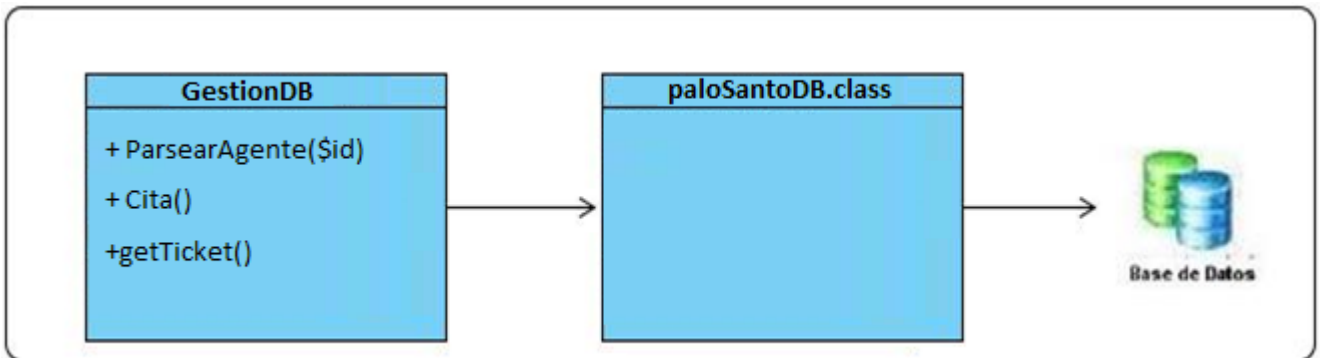 GestionDB
+ ParsearAgente($id)
+ Cita()
+getTicket()
paloSantoDB.class
Base de Datos